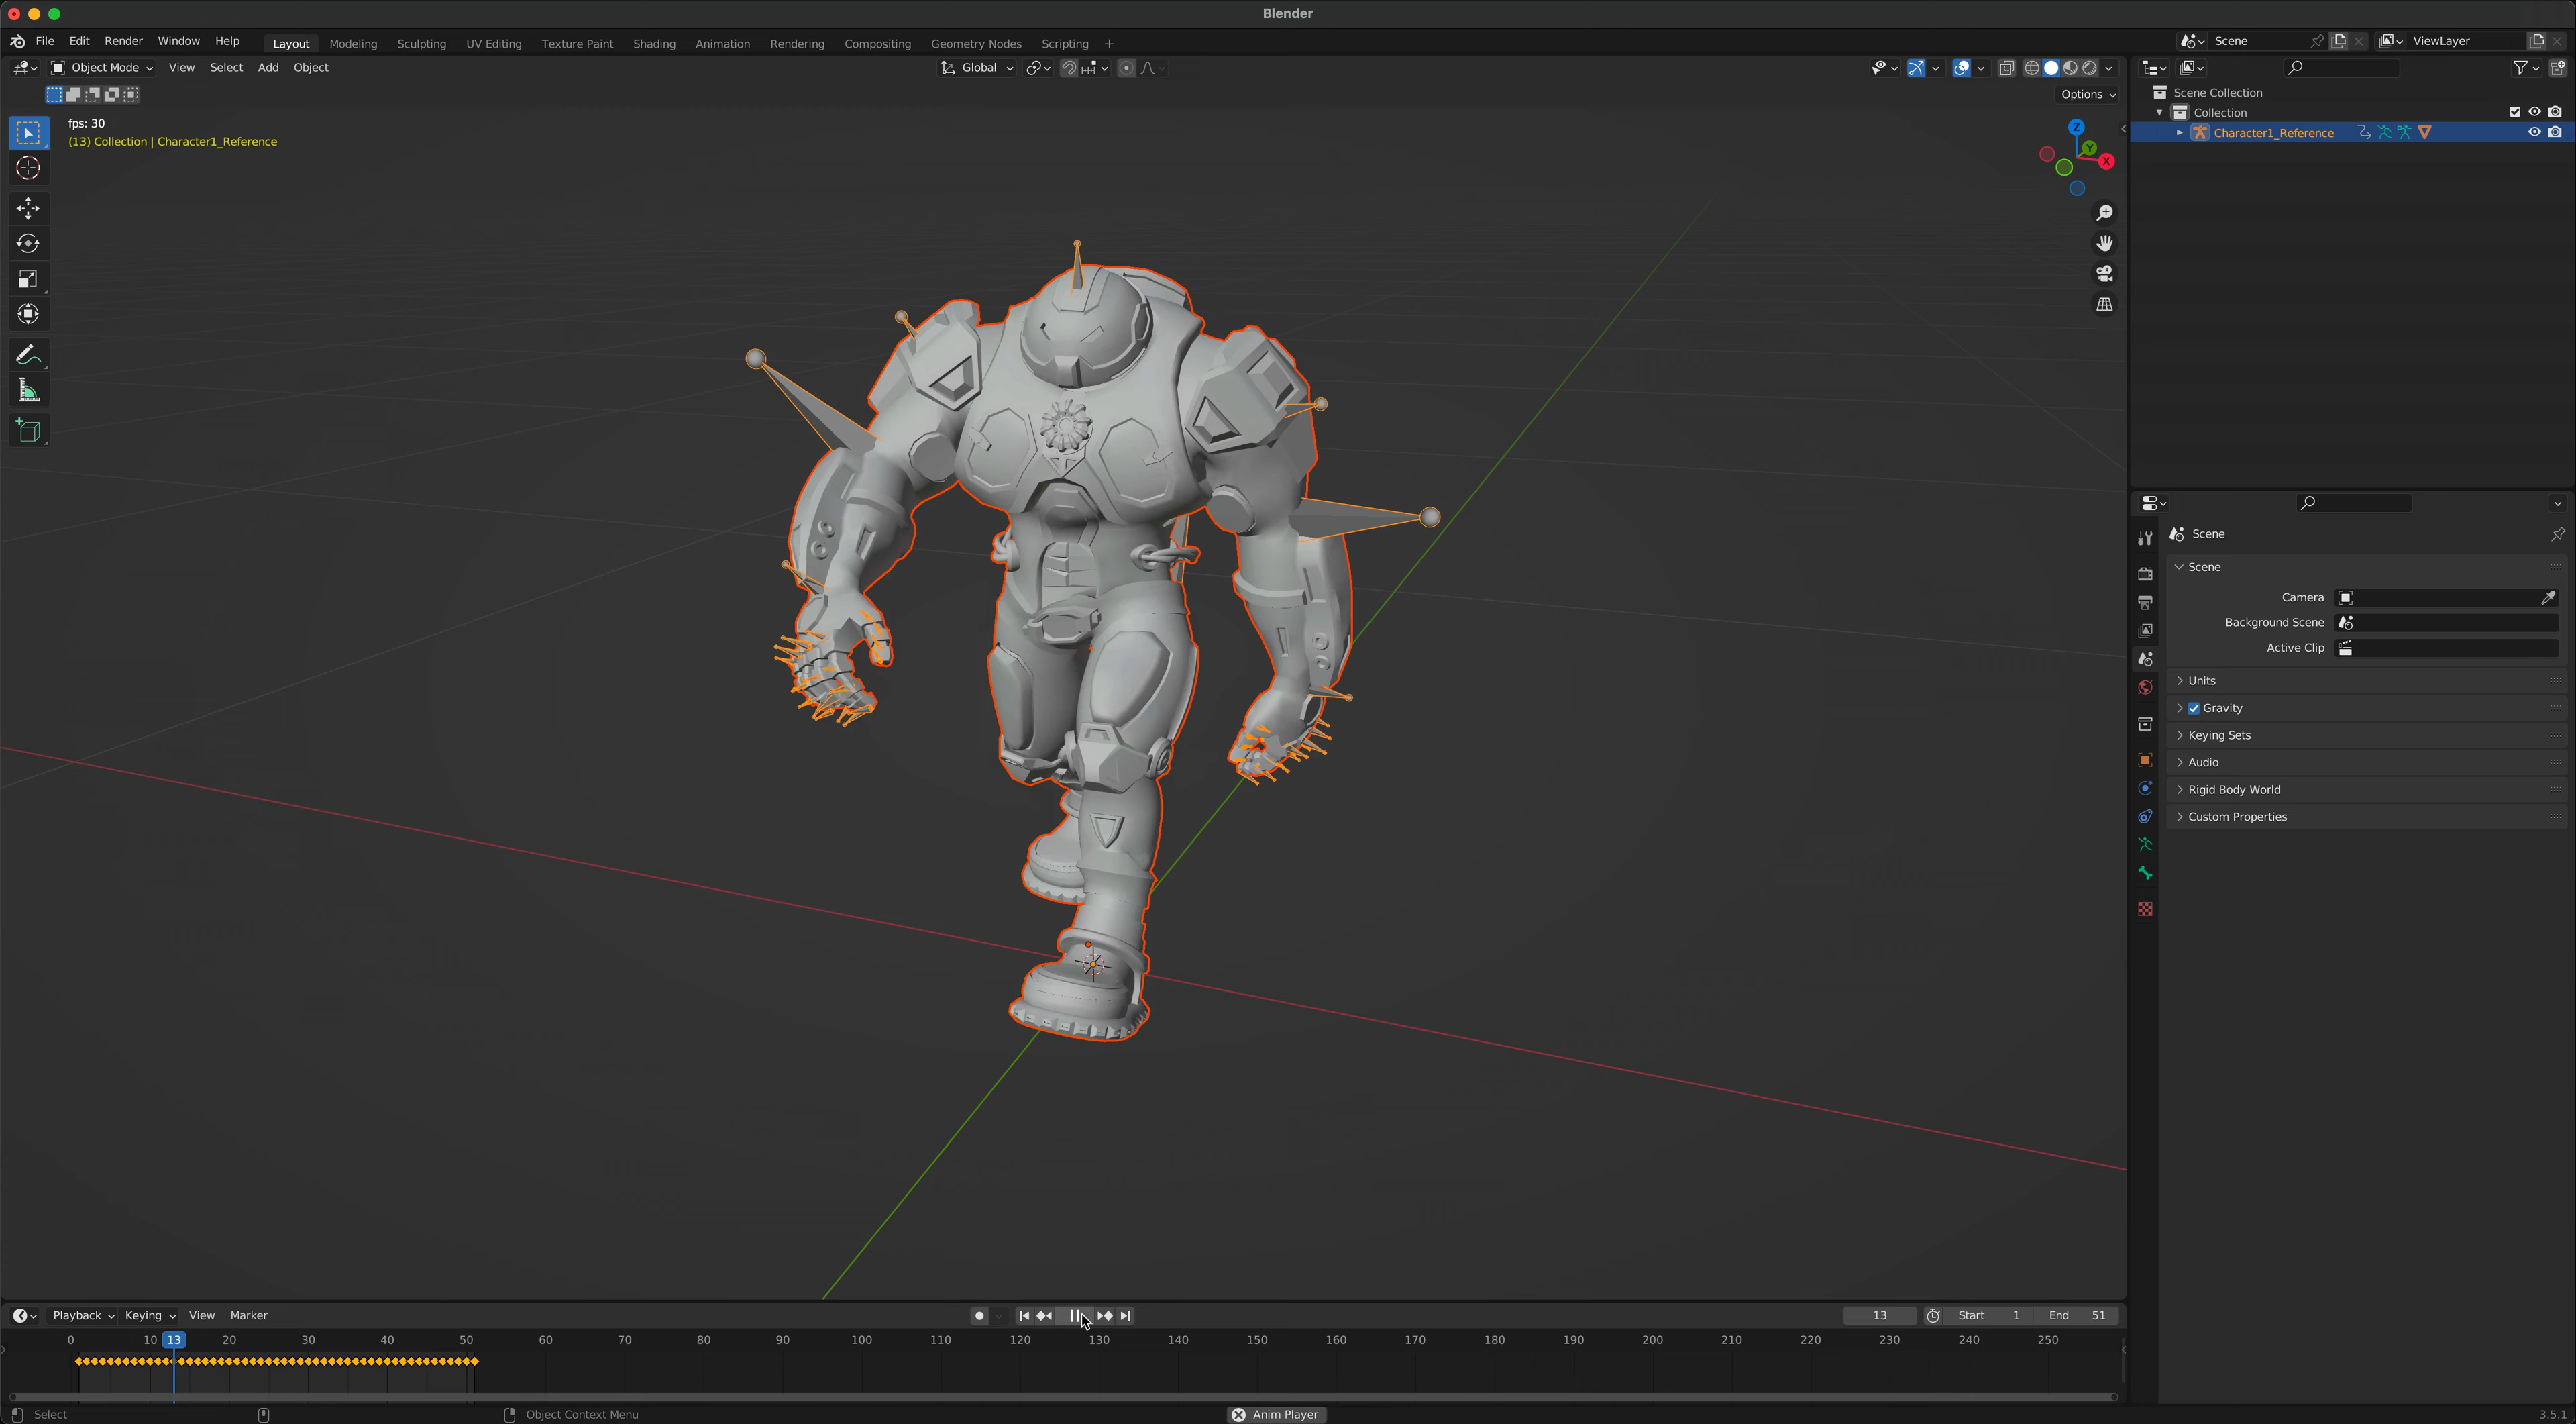 Blender
File Edit Render Window Help Layout Modeling Sculpting UV Editing Texture Paint Shading Animation Rendering Compositing Geometry Nodes Scripting + Scene ViewLayer
Object Mode View Select Add Object Global
Options
fps: 30
(13) Collection | Character1_Reference
Z
Y
X
Scene Collection
Collection
Character1_Reference
Scene
Scene
Camera
Background Scene
Active Clip
Units
Gravity
Keying Sets
Audio
Rigid Body World
Custom Properties
Playback Keying View Marker 13 Start 1 End 51
0 10 13 20 30 40 50 60 70 80 90 100 110 120 130 140 150 160 170 180 190 200 210 220 230 240 250
Select Object Context Menu Anim Player 3.5.1